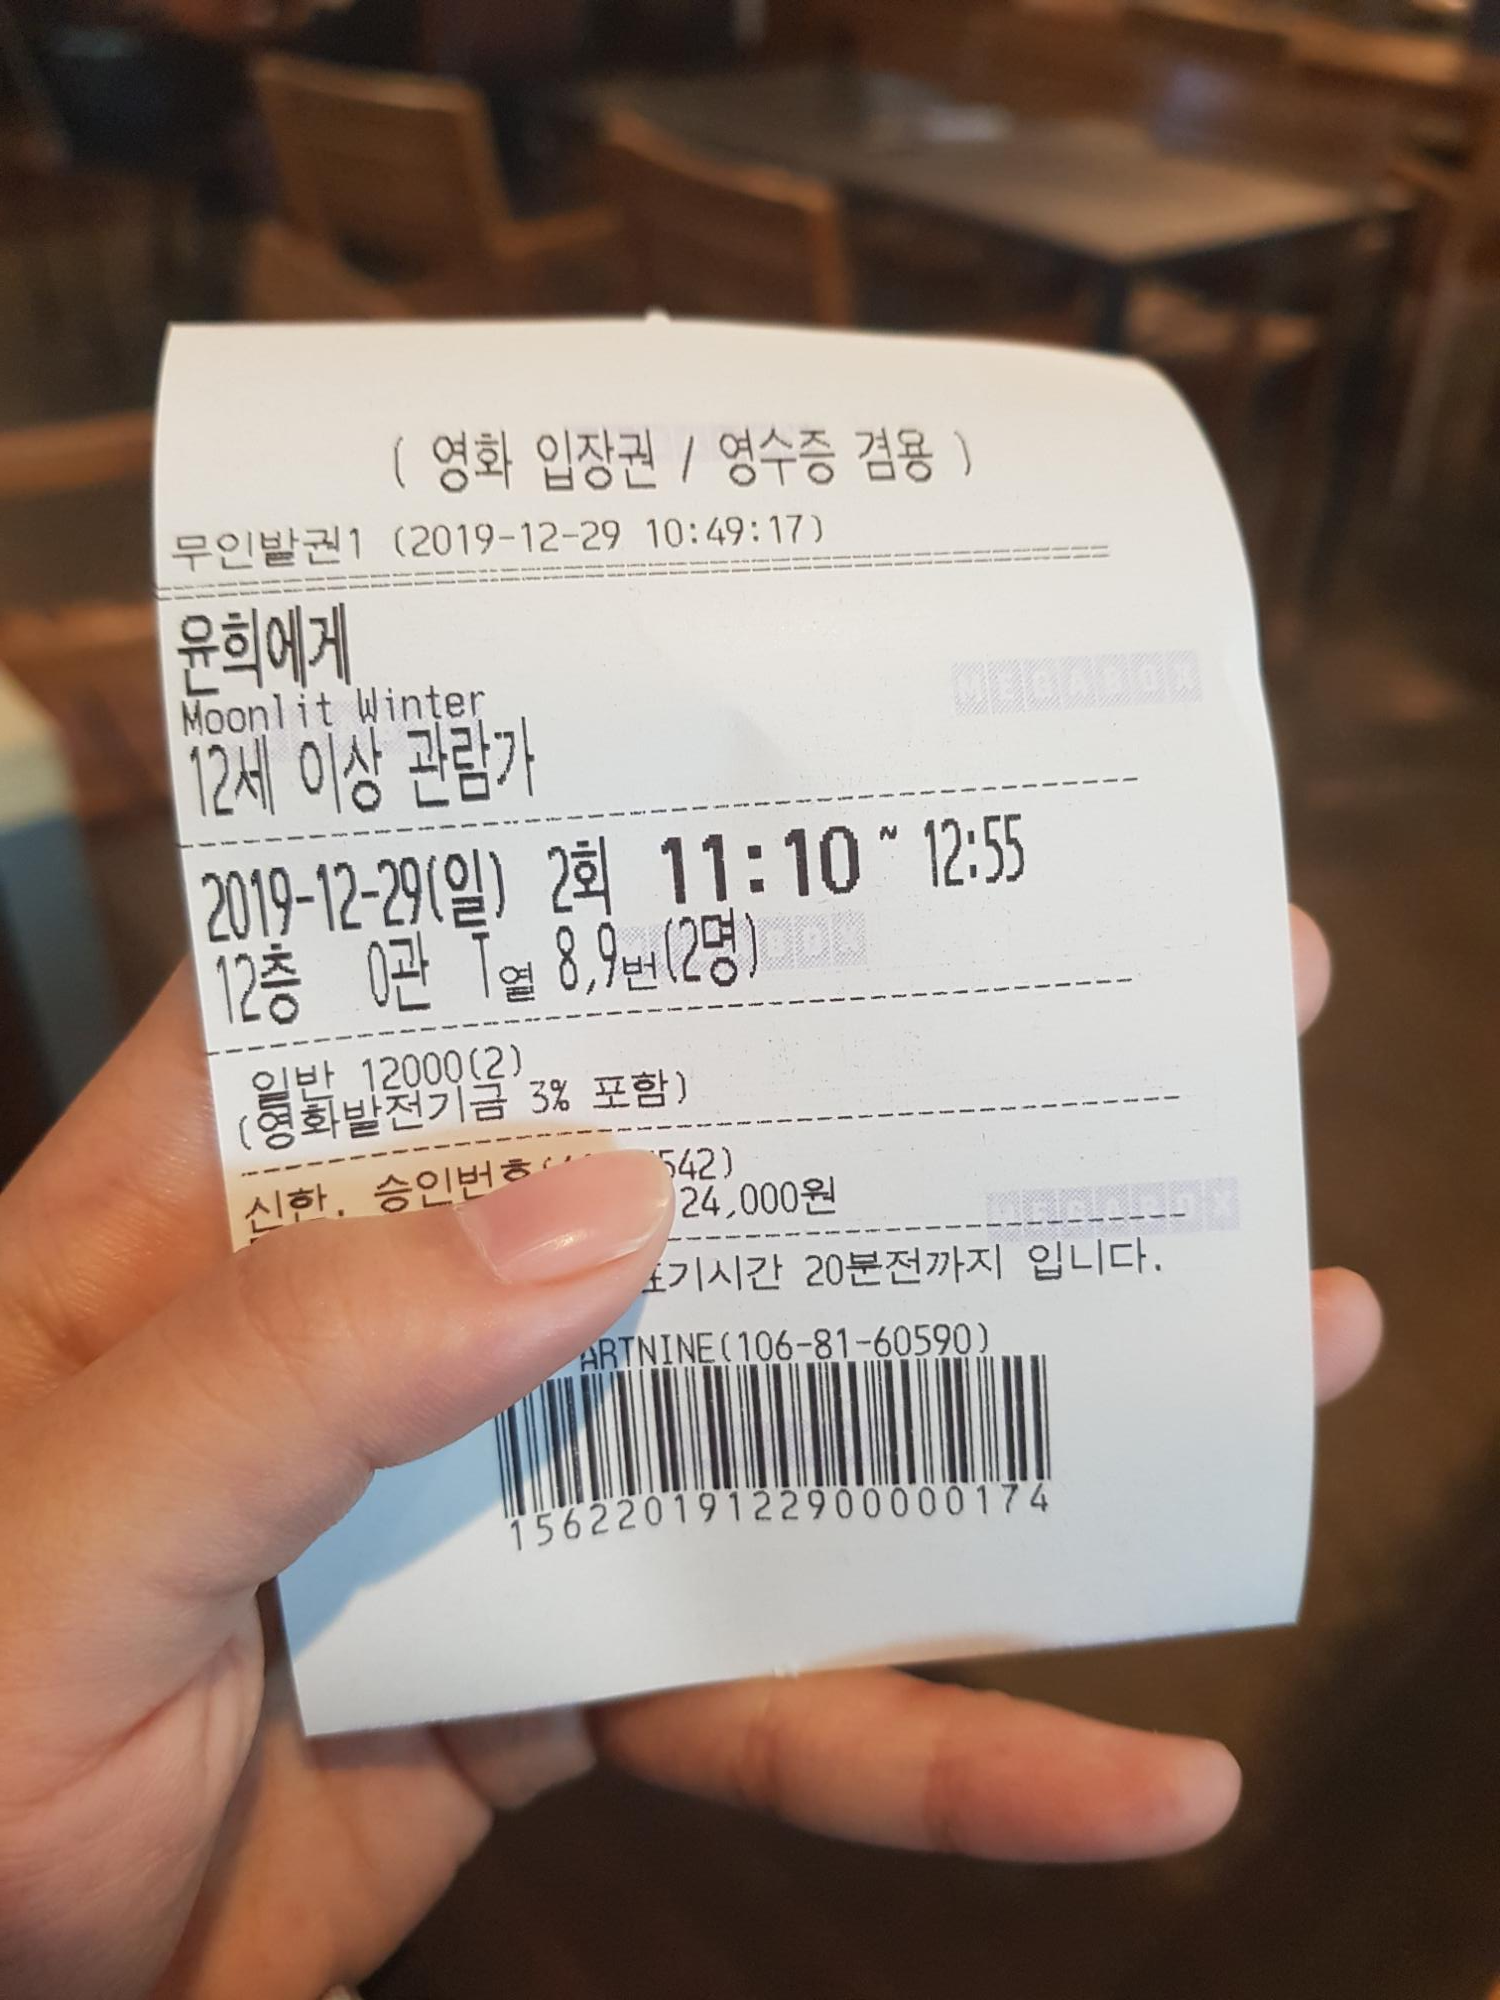 ( 영화 입장권 / 영수증 겸용 )
무인발권1 (2019-12-29 10:49:17)
윤희에게
Moonlit Winter
MEGABOX
12세 이상 관람가
2019-12-29(일) 2회 11:10 ~ 12:55
12층 0관 T열 8,9번(2명)
일반 12000(2)
(영화발전기금 3% 포함)
신한. 승인번호( 542)
24,000원
MEGABOX
표기시간 20분전까지 입니다.
ARTNINE(106-81-60590)
15622019122900000174